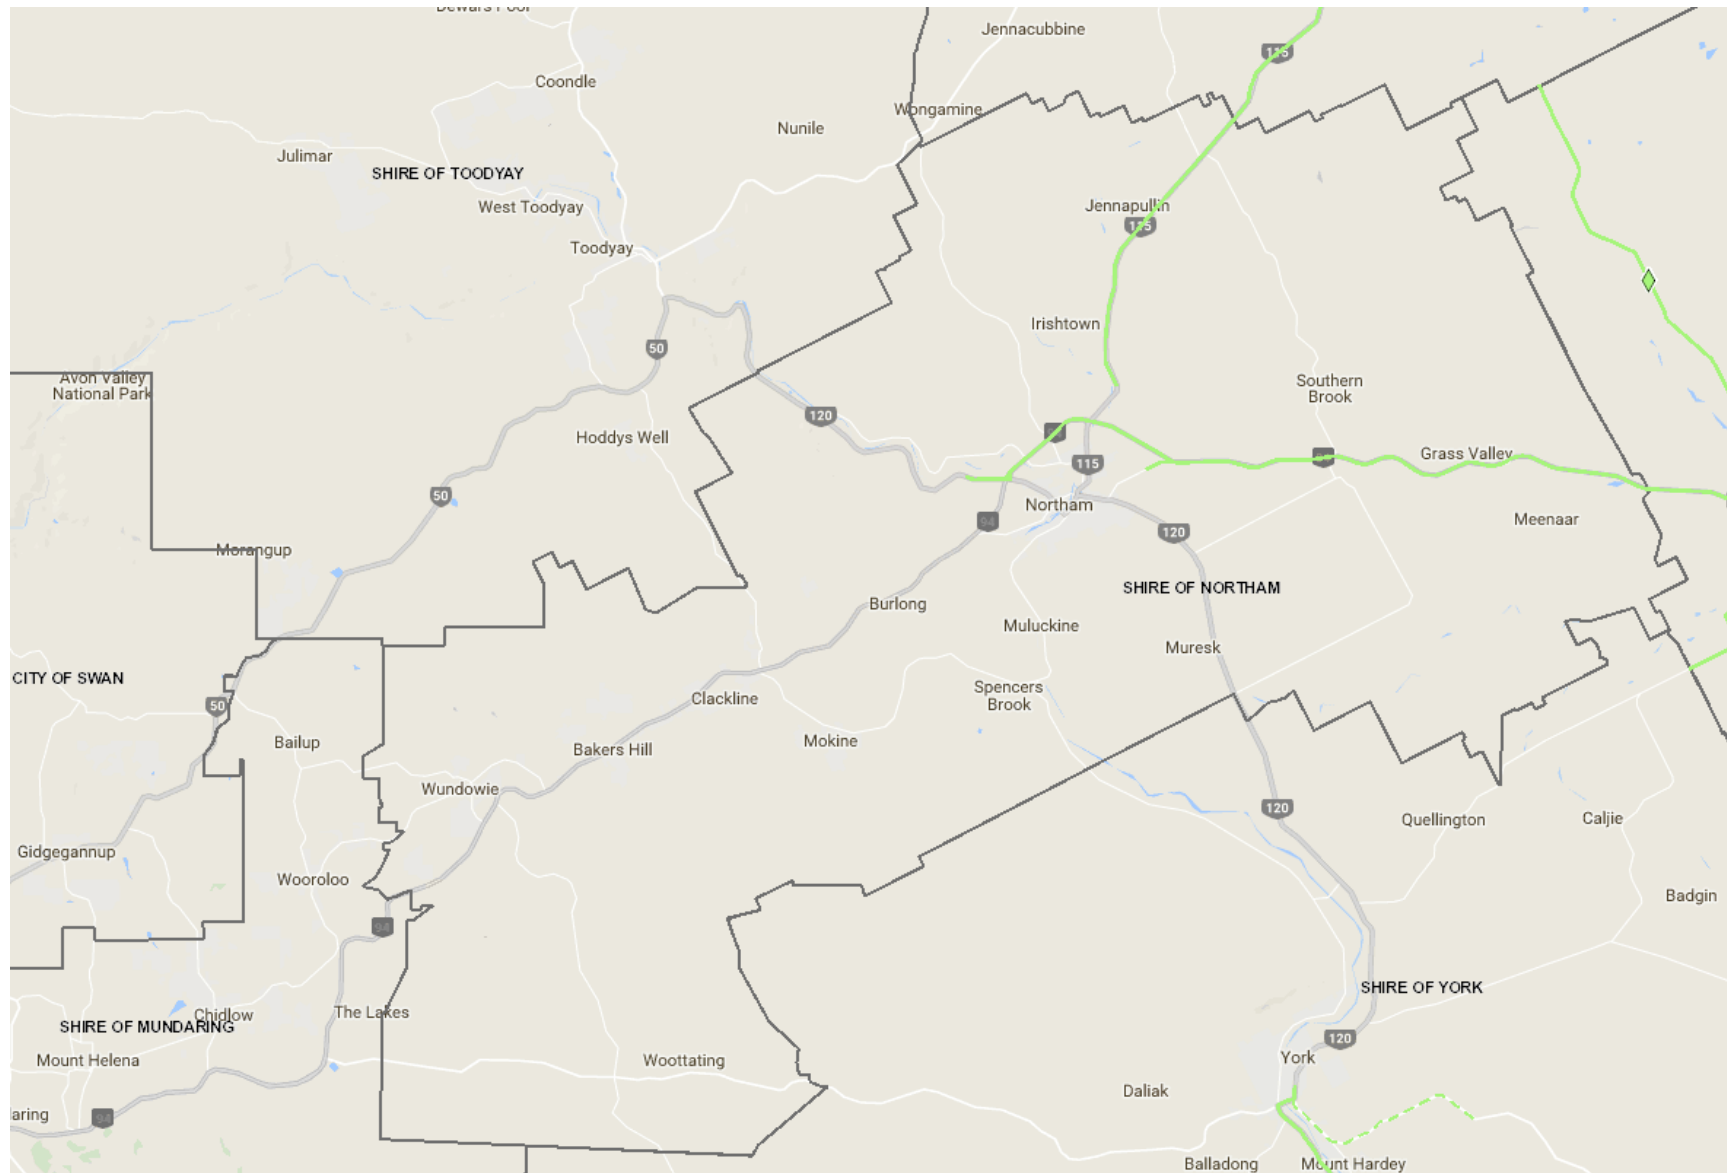 Jennacubbine
115
Coondle
Wongamine
Nunile
Julimar
SHIRE OF TOODYAY
West Toodyay
Jennapullin
115
Toodyay
Irishtown
50
Avon Valley
National Park
Southern
Brook
120
Hoddys Well
Grass Valley
115
50
Northam
94
Meenaar
120
Morangup
SHIRE OF NORTHAM
Burlong
Muluckine
Muresk
CITY OF SWAN
Spencers
Brook
Clackline
50
Bailup
Mokine
Bakers Hill
Wundowie
120
Quellington
Caljie
Gidgegannup
Wooroloo
Badgin
94
SHIRE OF YORK
The Lakes
Chidlow
SHIRE OF MUNDARING
120
Mount Helena
Woottating
York
Daliak
aring
94
Balladong
Mount Hardey